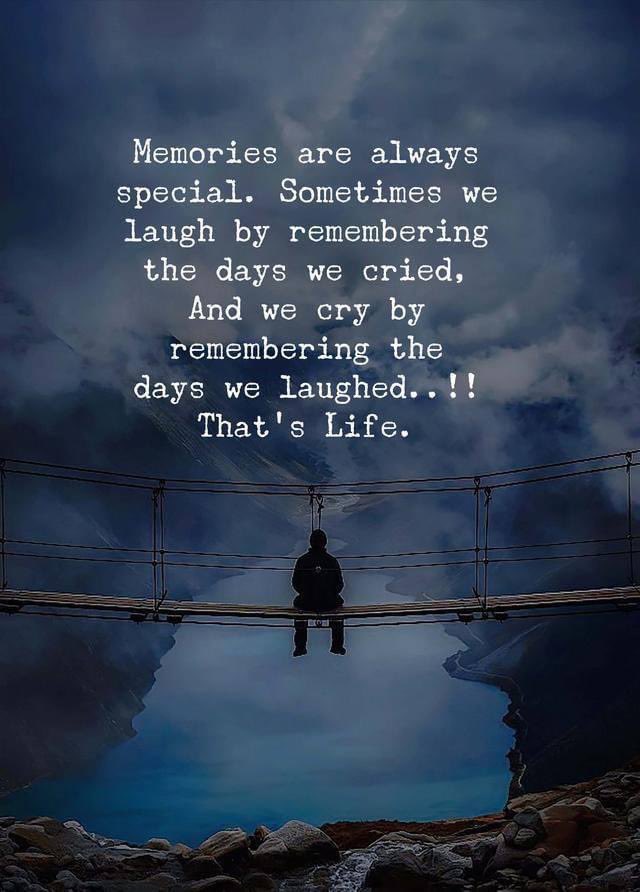 Memories are always
special. Sometimes we
laugh by remembering
the days we cried,
And we cry by
remembering the
days we laughed..!!
That's Life.